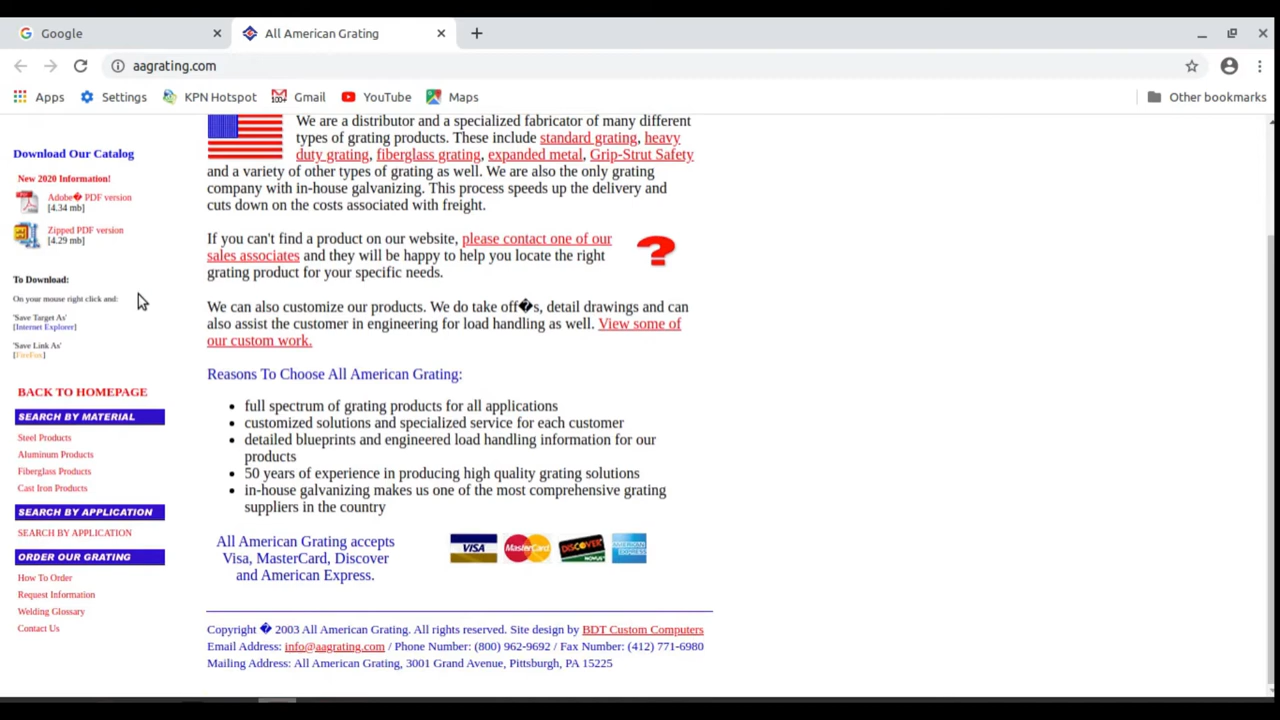 Google
All American Grating
aagrating.com
Apps Settings KPN Hotspot Gmail YouTube Maps Other bookmarks
Download Our Catalog
New 2020 Information!
Adobe� PDF version
[4.34 mb]
Zipped PDF version
[4.29 mb]
To Download:
On your mouse right click and:
'Save Target As'
[Internet Explorer]
'Save Link As'
[FireFox]
BACK TO HOMEPAGE
SEARCH BY MATERIAL
Steel Products
Aluminum Products
Fiberglass Products
Cast Iron Products
SEARCH BY APPLICATION
SEARCH BY APPLICATION
ORDER OUR GRATING
How To Order
Request Information
Welding Glossary
Contact Us
We are a distributor and a specialized fabricator of many different
types of grating products. These include standard grating, heavy
duty grating, fiberglass grating, expanded metal, Grip-Strut Safety
and a variety of other types of grating as well. We are also the only grating
company with in-house galvanizing. This process speeds up the delivery and
cuts down on the costs associated with freight.
If you can't find a product on our website, please contact one of our
sales associates and they will be happy to help you locate the right
grating product for your specific needs.
?
We can also customize our products. We do take off�s, detail drawings and can
also assist the customer in engineering for load handling as well. View some of
our custom work.
Reasons To Choose All American Grating:
• full spectrum of grating products for all applications
• customized solutions and specialized service for each customer
• detailed blueprints and engineered load handling information for our
products
• 50 years of experience in producing high quality grating solutions
• in-house galvanizing makes us one of the most comprehensive grating
suppliers in the country
All American Grating accepts
Visa, MasterCard, Discover
and American Express.
VISA MasterCard DISCOVER NOVUS AMERICAN EXPRESS
Copyright � 2003 All American Grating. All rights reserved. Site design by BDT Custom Computers
Email Address: info@aagrating.com / Phone Number: (800) 962-9692 / Fax Number: (412) 771-6980
Mailing Address: All American Grating, 3001 Grand Avenue, Pittsburgh, PA 15225